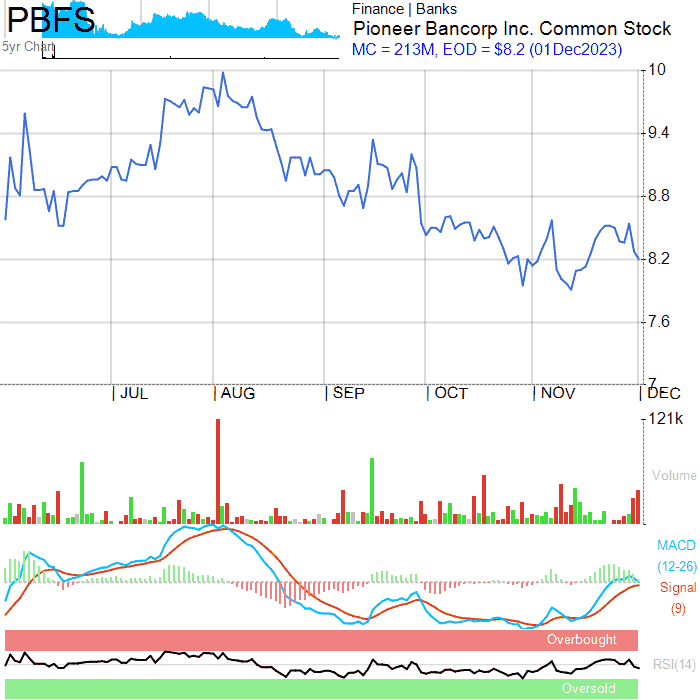 PBFS
5yr Chart
Finance | Banks
Pioneer Bancorp Inc. Common Stock
MC = 213M, EOD = $8.2 (01Dec2023)
10
9.4
8.8
8.2
7.6
7
JUL AUG SEP OCT NOV DEC
121k
Volume
MACD
(12-26)
Signal
(9)
Overbought
RSI(14)
Oversold